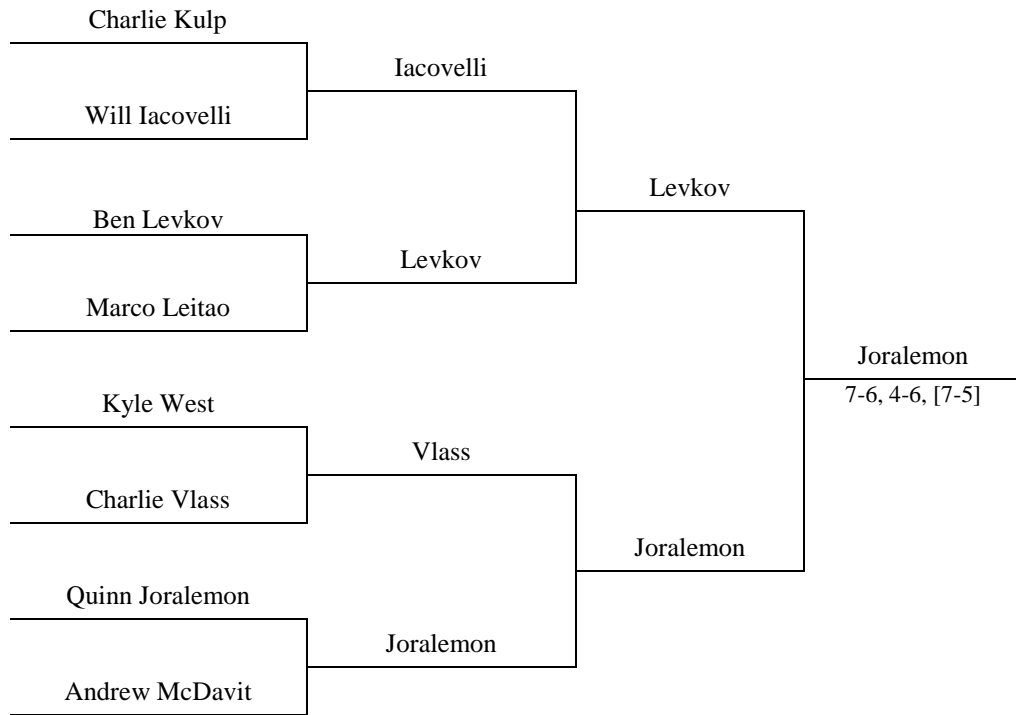 Charlie Kulp
Iacovelli
Will Iacovelli
Levkov
Ben Levkov
Levkov
Marco Leitao
Joralemon
7-6, 4-6, [7-5]
Kyle West
Vlass
Charlie Vlass
Joralemon
Quinn Joralemon
Joralemon
Andrew McDavit